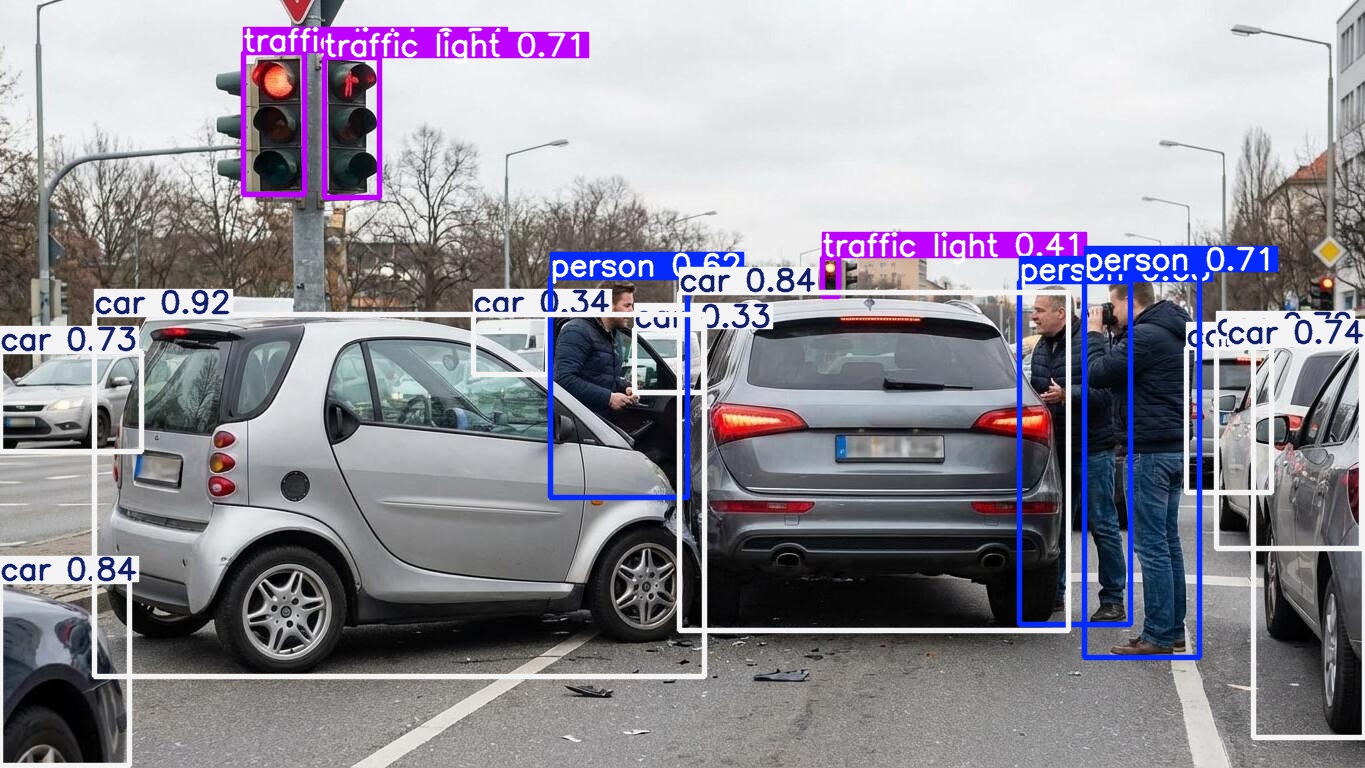 traffic light 0.71
traffic light 0.41
person 0.62
person 0.71
car 0.84
car 0.92
car 0.34
car 0.33
car 0.73
car 0.74
car 0.84